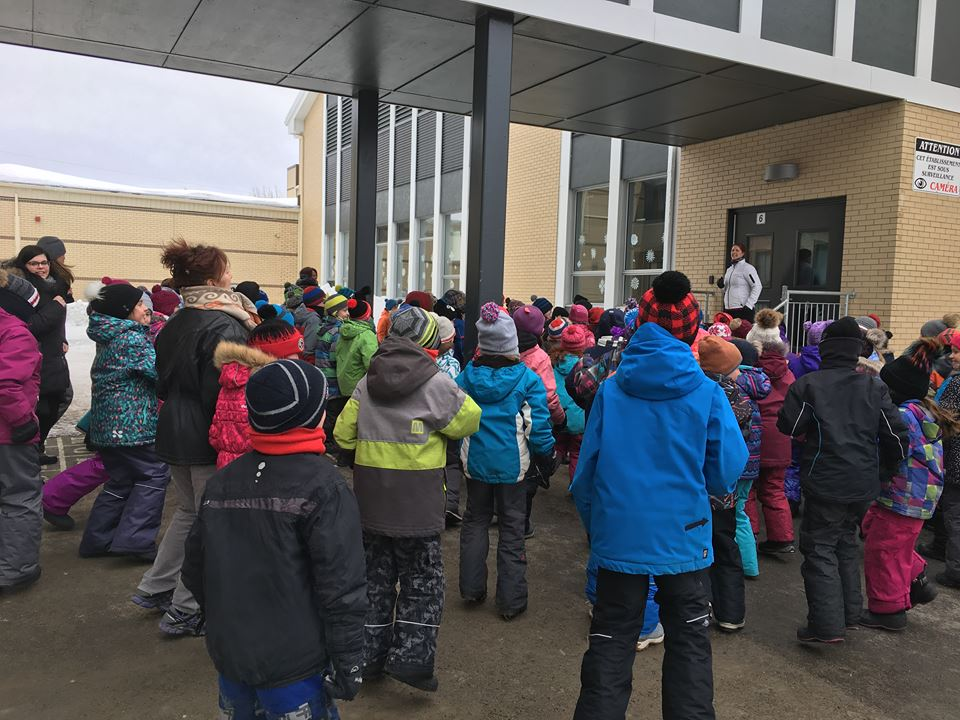 ATTENTION
CET ÉTABLISSEMENT
EST SOUS
SURVEILLANCE
CAMÉRA
6